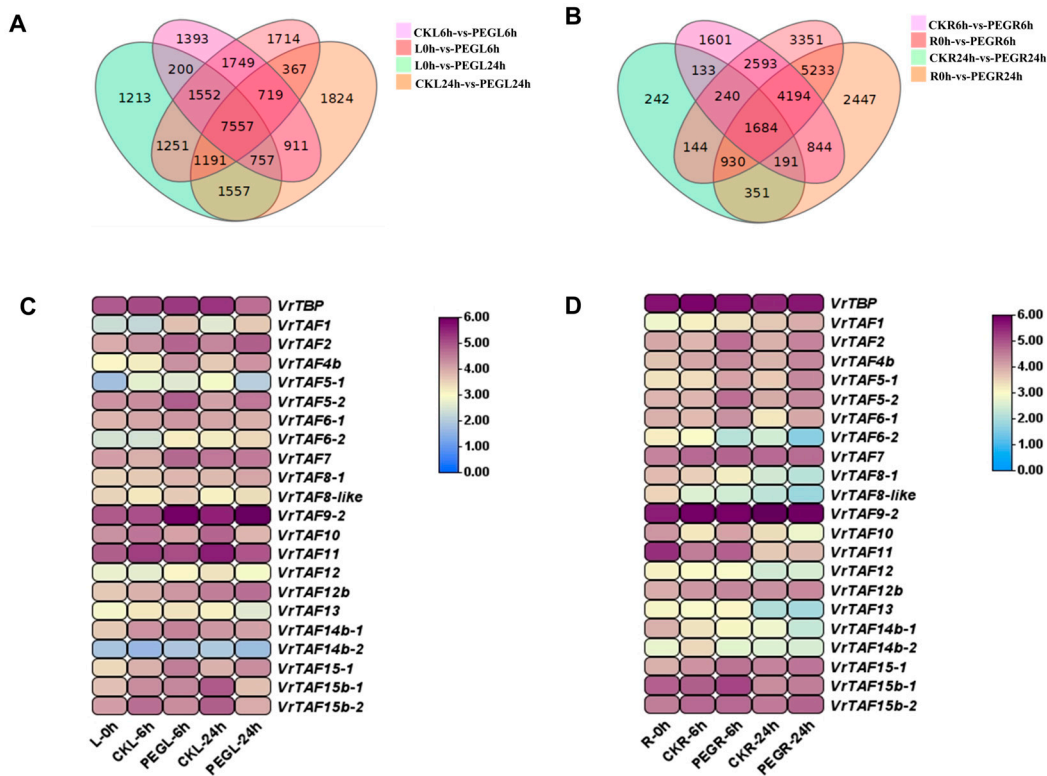 A
1393
1714
200
1749
367
1213
1552
719
1824
7557
1251
911
1191
757
1557
CKL6h-vs-PEGL6h
L0h-vs-PEGL6h
L0h-vs-PEGL24h
CKL24h-vs-PEGL24h
B
1601
3351
133
2593
5233
242
240
4194
2447
1684
144
844
930
191
351
CKR6h-vs-PEGR6h
R0h-vs-PEGR6h
CKR24h-vs-PEGR24h
R0h-vs-PEGR24h
C
VrTBP
VrTAF1
VrTAF2
VrTAF4b
VrTAF5-1
VrTAF5-2
VrTAF6-1
VrTAF6-2
VrTAF7
VrTAF8-1
VrTAF8-like
VrTAF9-2
VrTAF10
VrTAF11
VrTAF12
VrTAF12b
VrTAF13
VrTAF14b-1
VrTAF14b-2
VrTAF15-1
VrTAF15b-1
VrTAF15b-2
L-0h
CKL-6h
PEGL-6h
CKL-24h
PEGL-24h
6.00
5.00
4.00
3.00
2.00
1.00
0.00
D
VrTBP
VrTAF1
VrTAF2
VrTAF4b
VrTAF5-1
VrTAF5-2
VrTAF6-1
VrTAF6-2
VrTAF7
VrTAF8-1
VrTAF8-like
VrTAF9-2
VrTAF10
VrTAF11
VrTAF12
VrTAF12b
VrTAF13
VrTAF14b-1
VrTAF14b-2
VrTAF15-1
VrTAF15b-1
VrTAF15b-2
R-0h
CKR-6h
PEGR-6h
CKR-24h
PEGR-24h
6.00
5.00
4.00
3.00
2.00
1.00
0.00